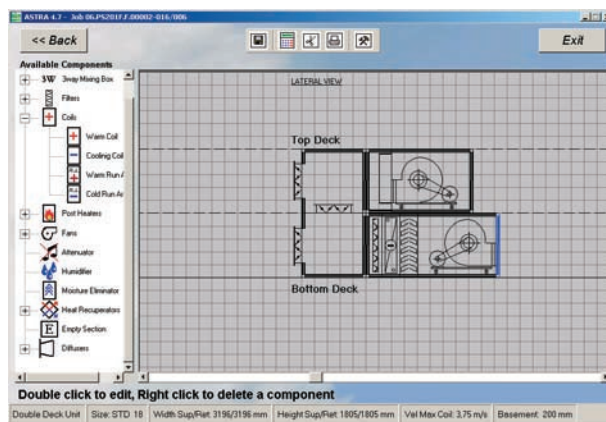 ASTRA 4.7 - Job 06.PS201F.F.00002-016/006
<< Back
Exit
Available Components
3W 3way Mixing Box
Filters
Coils
Warm Coil
Cooling Coil
Warm Run A
Cold Run Ar
Post Heaters
Fans
Attenuator
Humidifier
Moisture Eliminator
Heat Recuperators
E Empty Section
Diffusers
LATERAL VIEW
Top Deck
Bottom Deck
Double click to edit, Right click to delete a component
Double Deck Unit Size: STD 18 Width Sup/Ret: 3196/3196 mm Height Sup/Ret: 1805/1805 mm Vel Max Coil: 3,75 m/s Basement: 200 mm